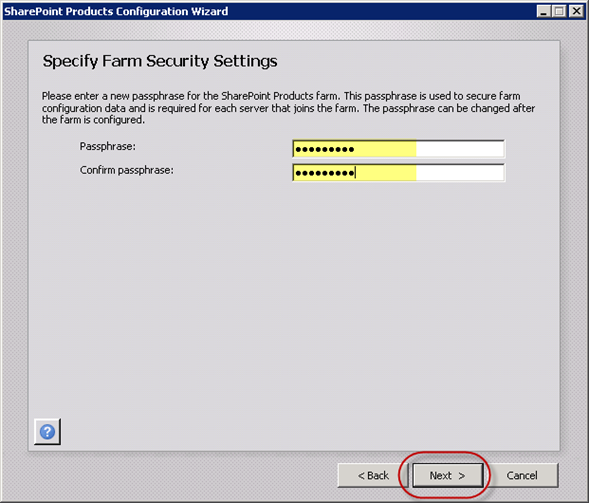 SharePoint Products Configuration Wizard
Specify Farm Security Settings
Please enter a new passphrase for the SharePoint Products farm. This passphrase is used to secure farm
configuration data and is required for each server that joins the farm. The passphrase can be changed after
the farm is configured.
Passphrase: ●●●●●●●●●
Confirm passphrase: ●●●●●●●●●
?
< Back Next > Cancel